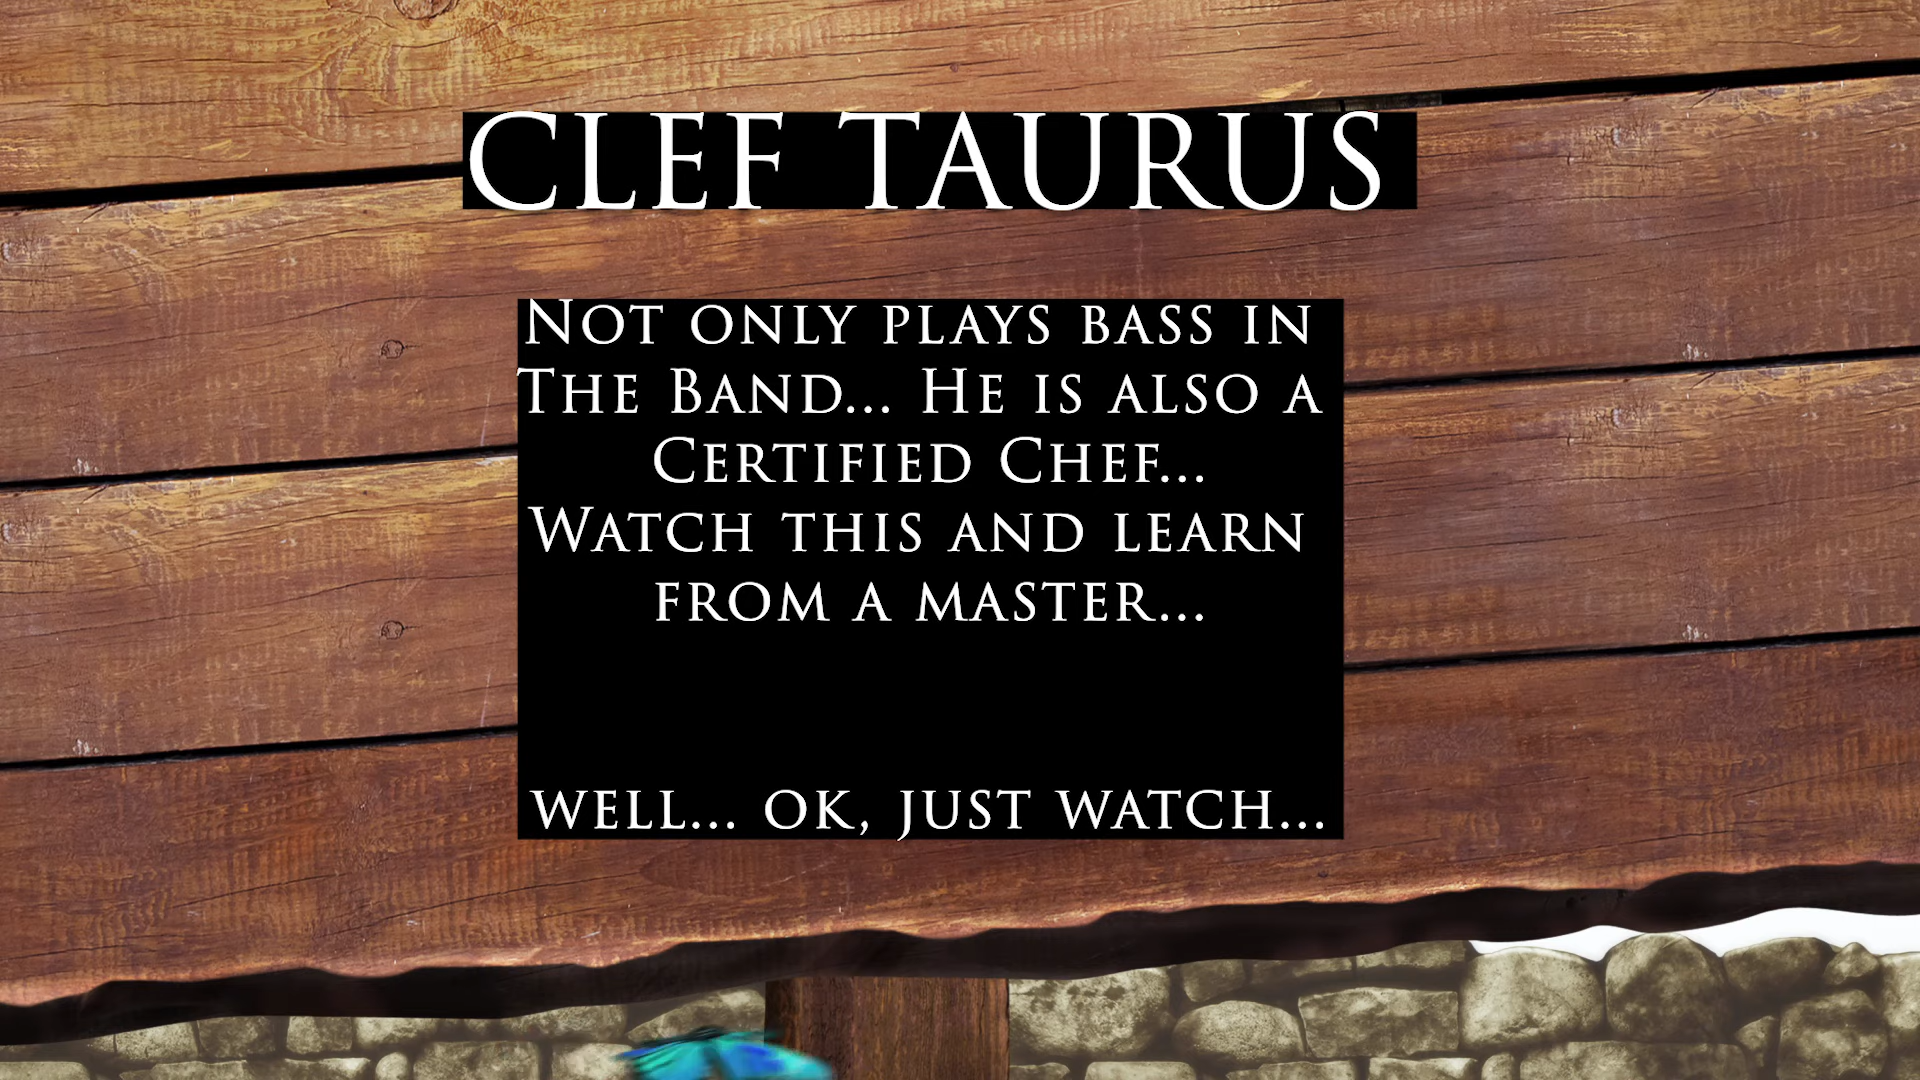 CLEF TAURUS
Not only plays bass in
The Band... He is also a
Certified Chef...
Watch this and learn
from a master...
well... ok, just watch...